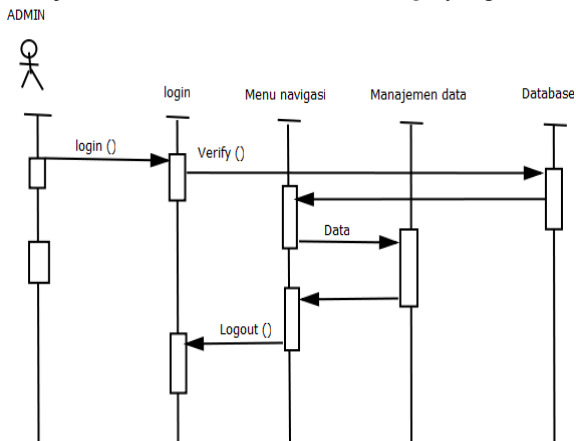 ADMIN
login
Menu navigasi
Manajemen data
Database
login ()
Verify ()
Data
Logout ()